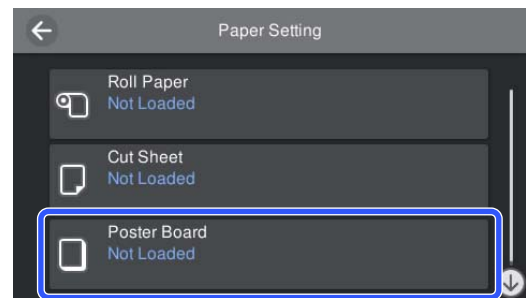 Paper Setting
Roll Paper
Not Loaded
Cut Sheet
Not Loaded
Poster Board
Not Loaded